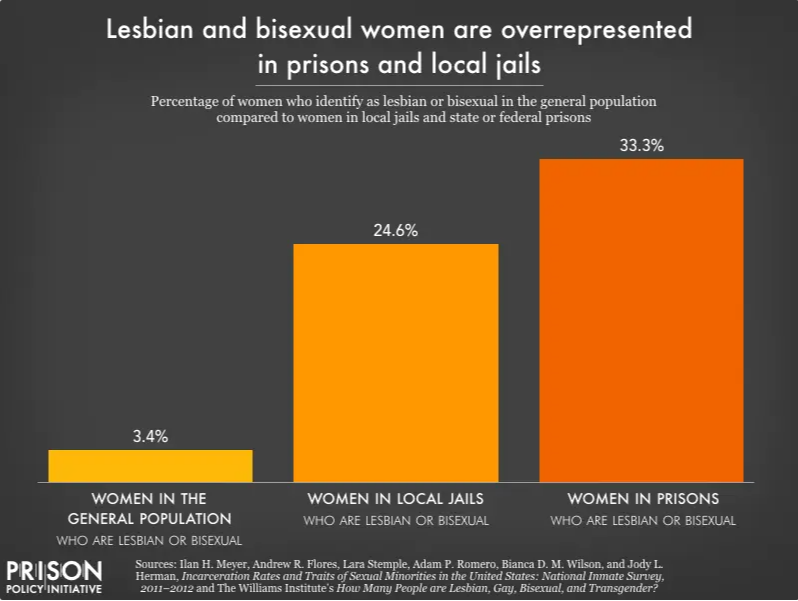 Lesbian and bisexual women are overrepresented
in prisons and local jails
Percentage of women who identify as lesbian or bisexual in the general population
compared to women in local jails and state or federal prisons
33.3%
24.6%
3.4%
WOMEN IN THE
GENERAL POPULATION
WHO ARE LESBIAN OR BISEXUAL
WOMEN IN LOCAL JAILS
WHO ARE LESBIAN OR BISEXUAL
WOMEN IN PRISONS
WHO ARE LESBIAN OR BISEXUAL
PRISON
POLICY INITIATIVE
Sources: Ilan H. Meyer, Andrew R. Flores, Lara Stemple, Adam P. Romero, Bianca D. M. Wilson, and Jody L.
Herman, Incarceration Rates and Traits of Sexual Minorities in the United States: National Inmate Survey,
2011–2012 and The Williams Institute's How Many People are Lesbian, Gay, Bisexual, and Transgender?